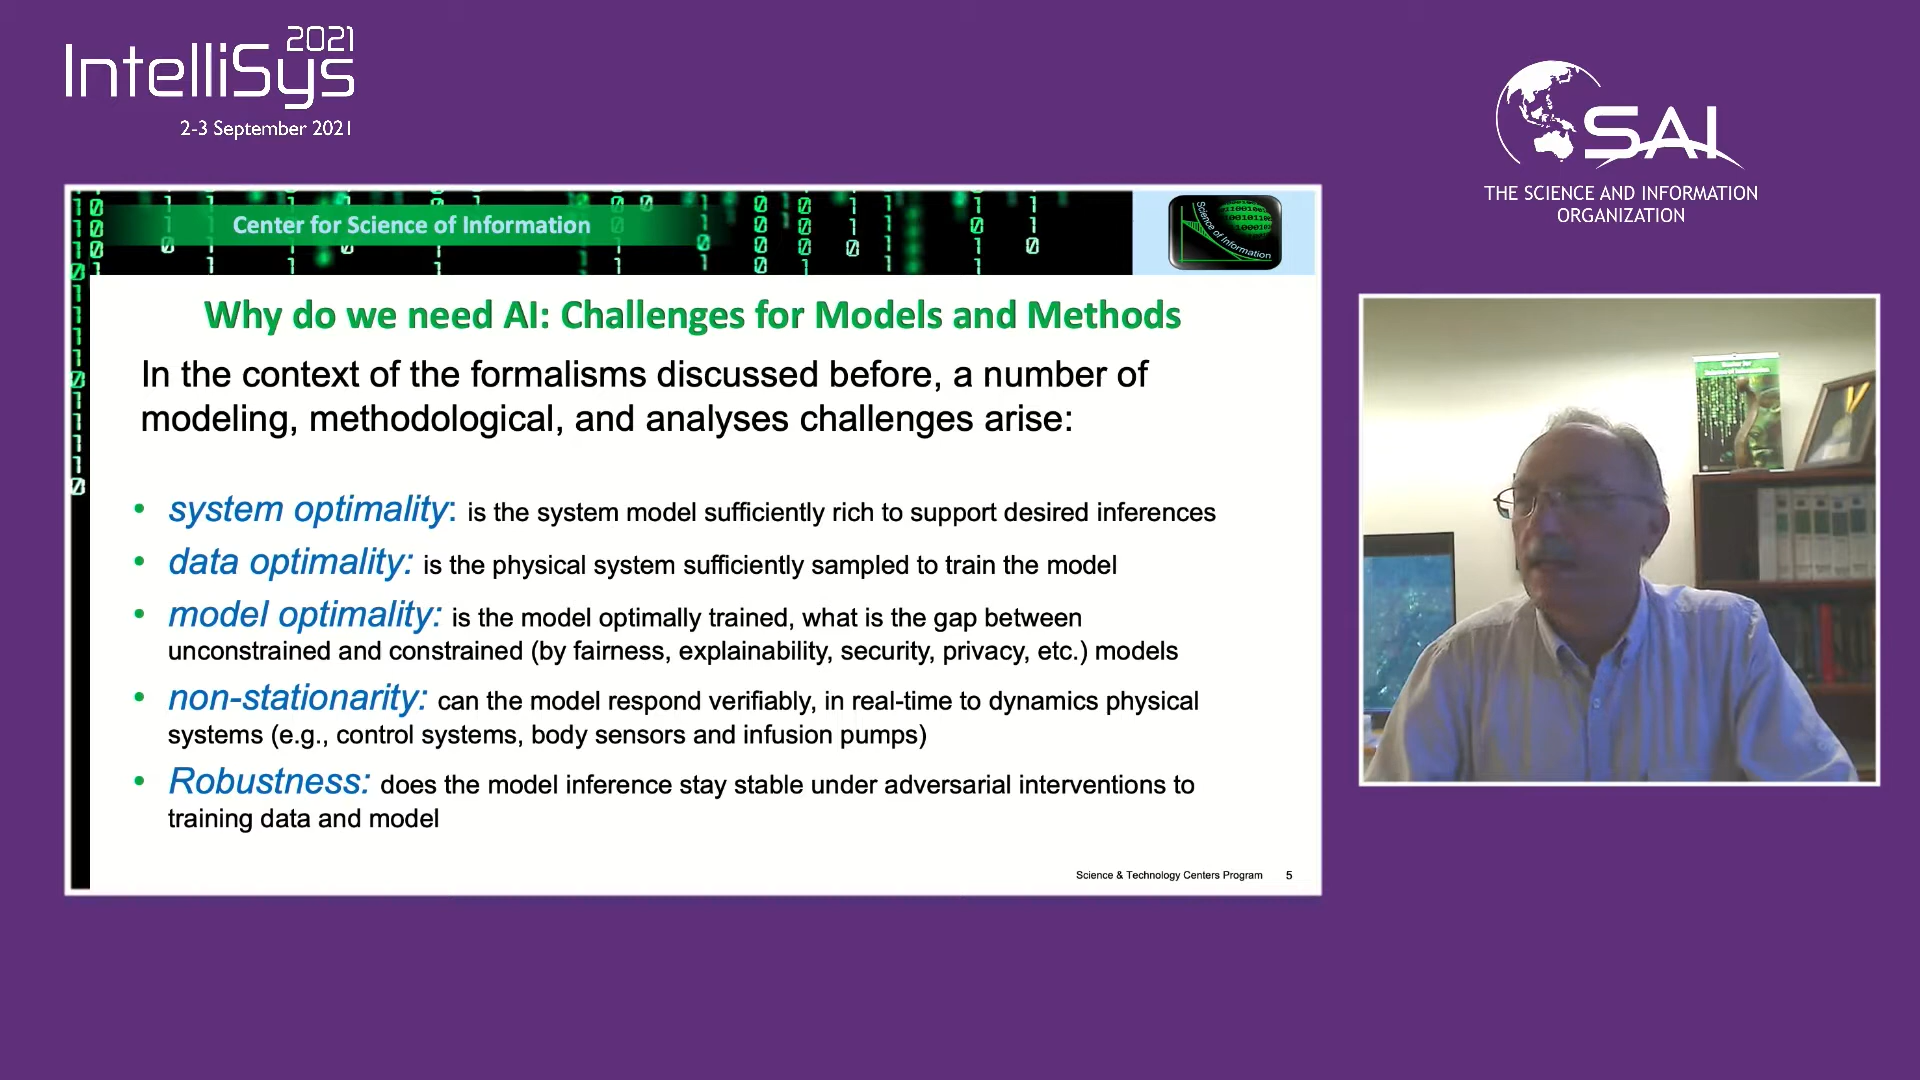 2021
IntelliSys
2-3 September 2021
SAI
THE SCIENCE AND INFORMATION
ORGANIZATION
Center for Science of Information
Science of Information
Why do we need AI: Challenges for Models and Methods
In the context of the formalisms discussed before, a number of
modeling, methodological, and analyses challenges arise:
• system optimality: is the system model sufficiently rich to support desired inferences
• data optimality: is the physical system sufficiently sampled to train the model
• model optimality: is the model optimally trained, what is the gap between
unconstrained and constrained (by fairness, explainability, security, privacy, etc.) models
• non-stationarity: can the model respond verifiably, in real-time to dynamics physical
systems (e.g., control systems, body sensors and infusion pumps)
• Robustness: does the model inference stay stable under adversarial interventions to
training data and model
Science & Technology Centers Program 5